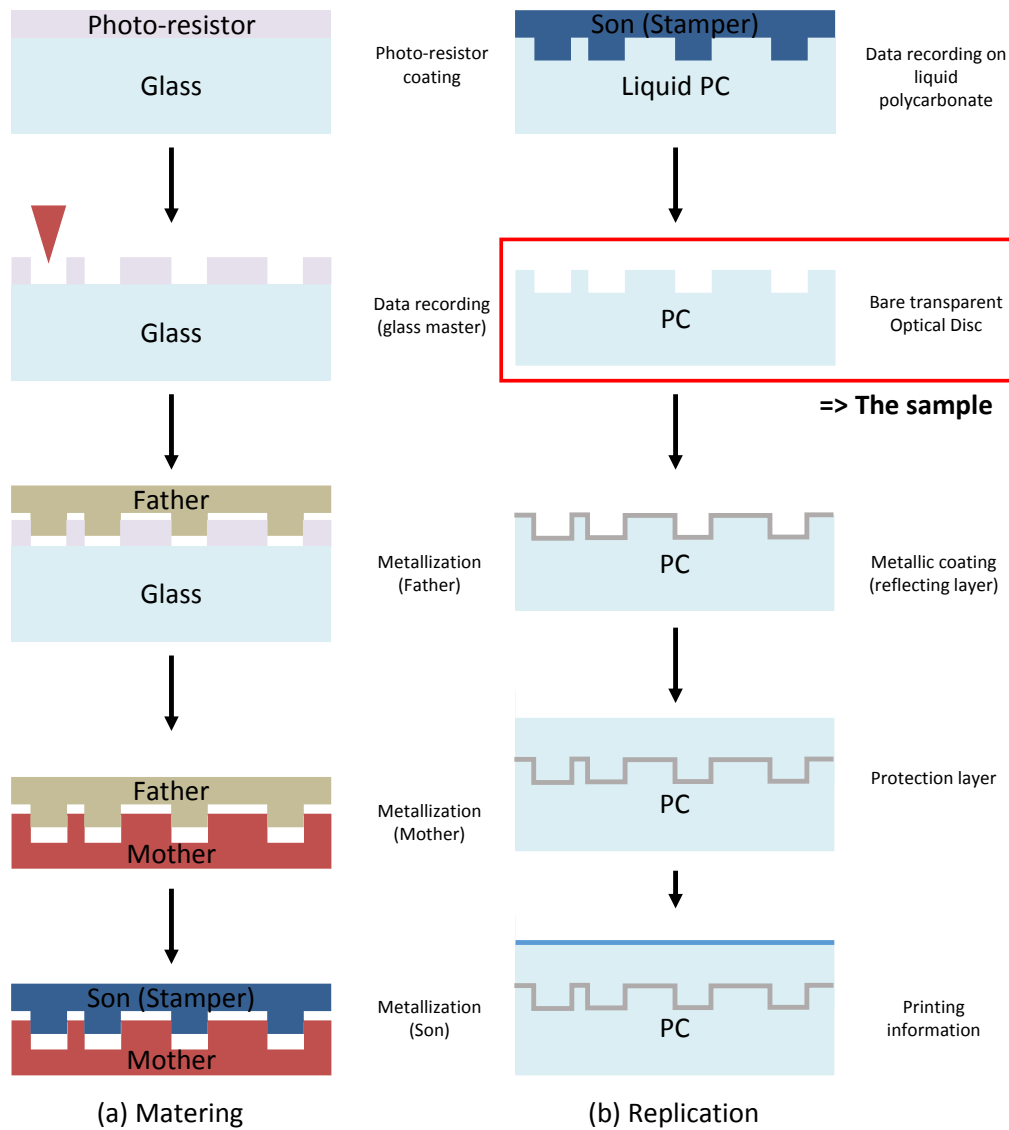 Photo-resistor
Glass
Photo-resistor
coating
Glass
Data recording
(glass master)
Father
Glass
Metallization
(Father)
Father
Mother
Metallization
(Mother)
Son (Stamper)
Mother
Metallization
(Son)
(a) Matering
Son (Stamper)
Liquid PC
Data recording on
liquid
polycarbonate
PC
Bare transparent
Optical Disc
=> The sample
PC
Metallic coating
(reflecting layer)
PC
Protection layer
PC
Printing
information
(b) Replication